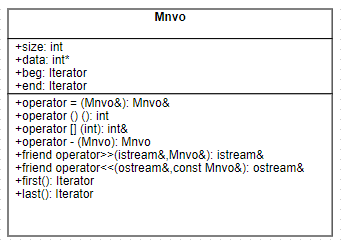 Mnvo
+size: int
+data: int*
+beg: Iterator
+end: Iterator
+operator = (Mnvo&): Mnvo&
+operator () (): int
+operator [] (int): int&
+operator - (Mnvo): Mnvo
+friend operator>>(istream&,Mnvo&): istream&
+friend operator<<(ostream&,const Mnvo&): ostream&
+first(): Iterator
+last(): Iterator